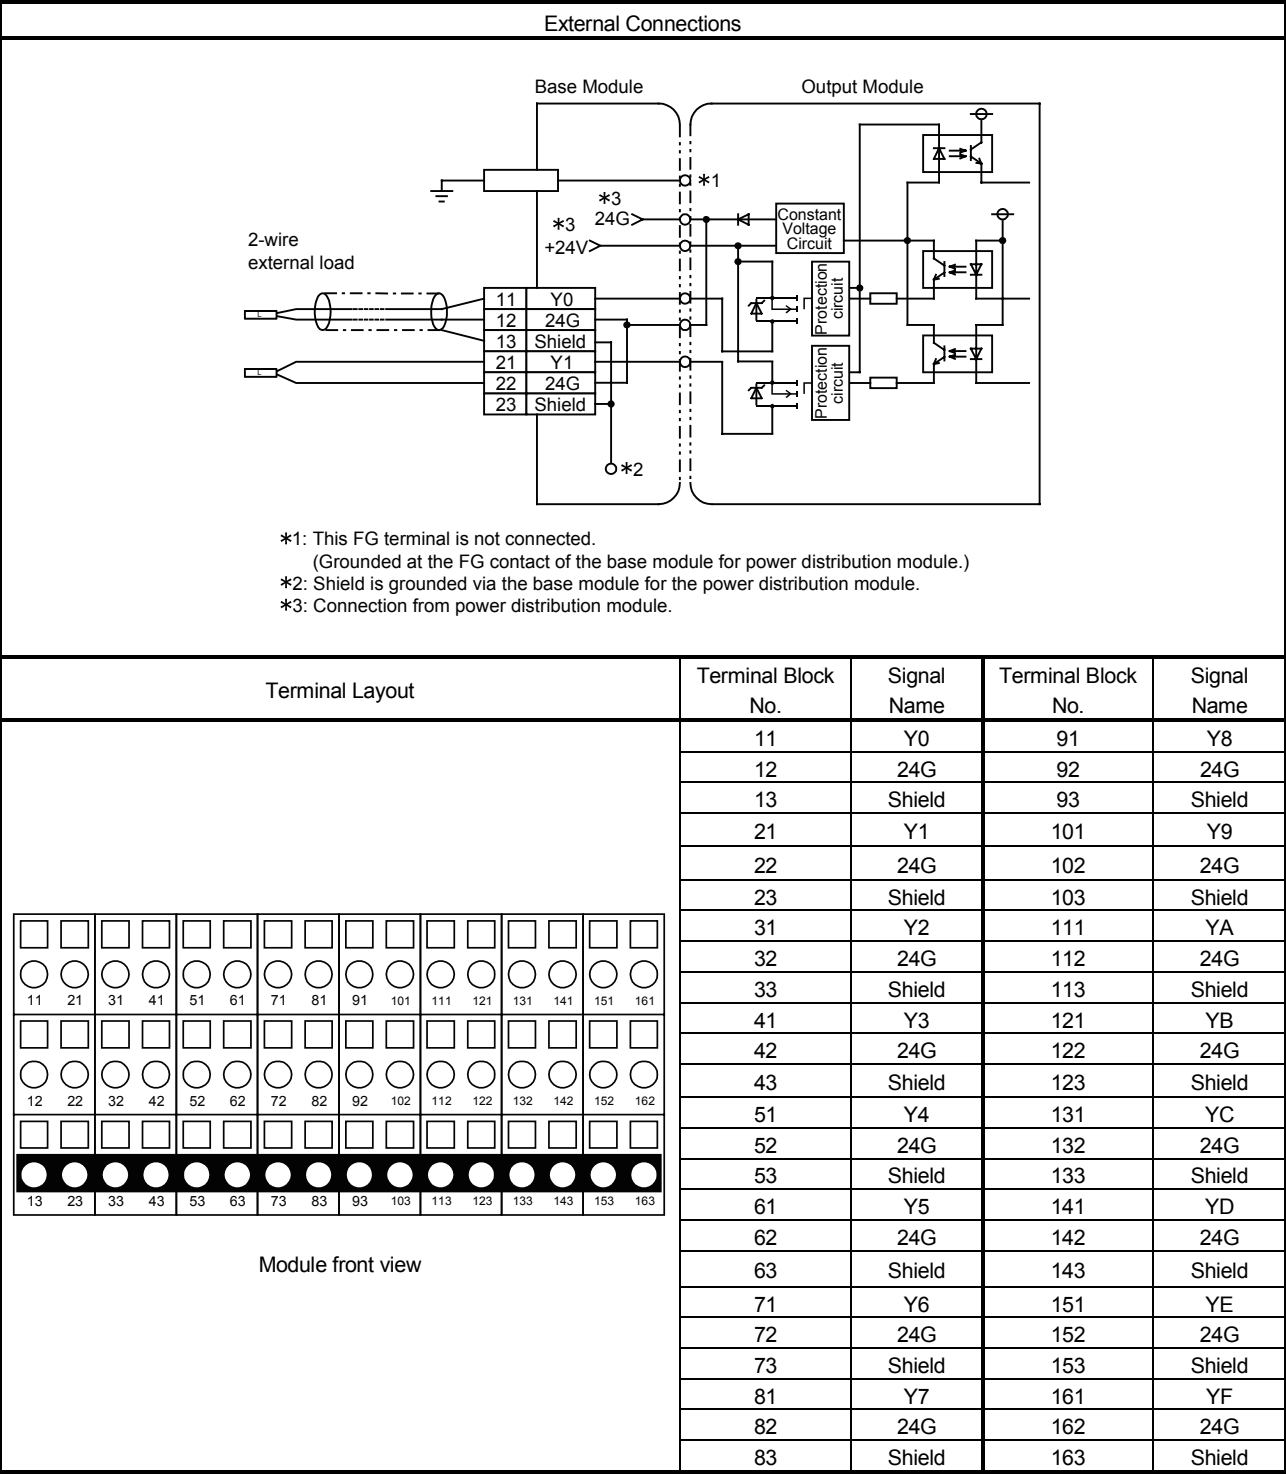 External Connections
Base Module
Output Module
*1
*3
24G
*3
+24V
Constant
Voltage
Circuit
2-wire
external load
Protection
circuit
L
11 Y0
12 24G
13 Shield
21 Y1
22 24G
23 Shield
L
Protection
circuit
*2
*1: This FG terminal is not connected.
(Grounded at the FG contact of the base module for power distribution module.)
*2: Shield is grounded via the base module for the power distribution module.
*3: Connection from power distribution module.
Terminal Layout
Terminal Block No. Signal Name Terminal Block No. Signal Name
11 Y0 91 Y8
12 24G 92 24G
13 Shield 93 Shield
21 Y1 101 Y9
22 24G 102 24G
23 Shield 103 Shield
31 Y2 111 YA
32 24G 112 24G
33 Shield 113 Shield
41 Y3 121 YB
42 24G 122 24G
43 Shield 123 Shield
51 Y4 131 YC
52 24G 132 24G
53 Shield 133 Shield
61 Y5 141 YD
62 24G 142 24G
63 Shield 143 Shield
71 Y6 151 YE
72 24G 152 24G
73 Shield 153 Shield
81 Y7 161 YF
82 24G 162 24G
83 Shield 163 Shield
11 21 31 41 51 61 71 81 91 101 111 121 131 141 151 161
12 22 32 42 52 62 72 82 92 102 112 122 132 142 152 162
13 23 33 43 53 63 73 83 93 103 113 123 133 143 153 163
Module front view